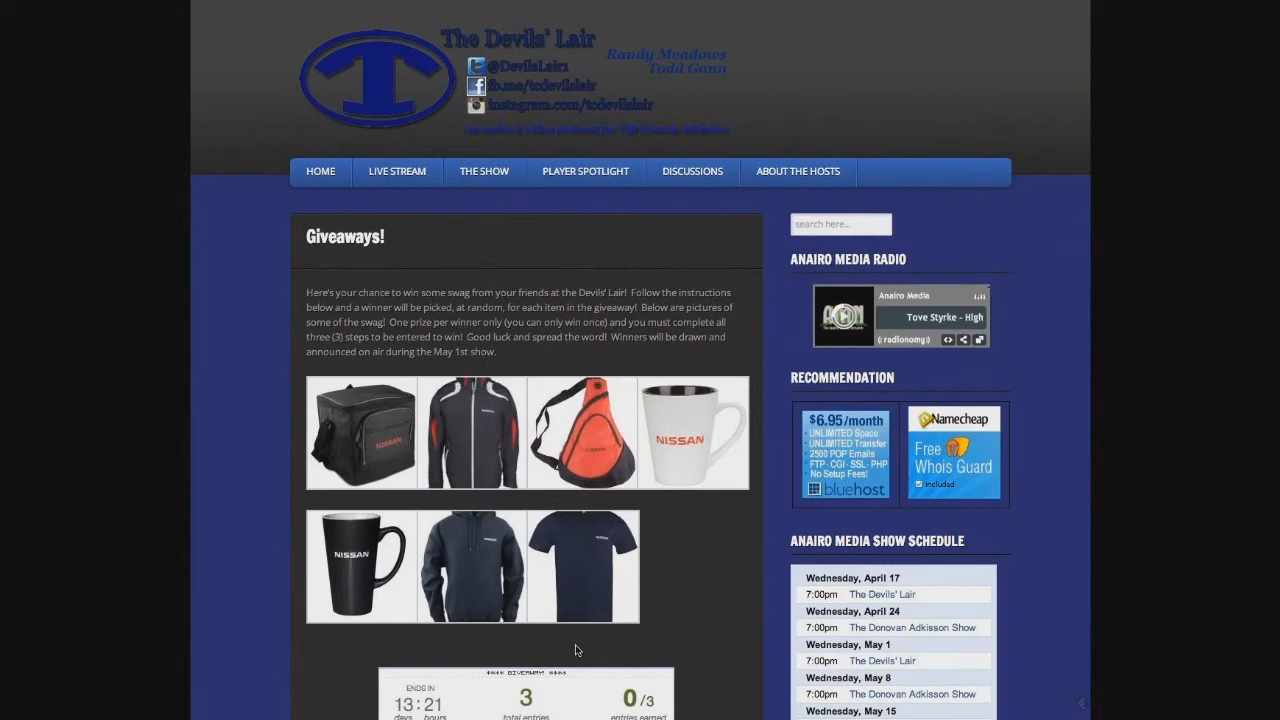 The Devils' Lair
Randy Meadows
Todd Gann
@DevilsLair1
fb.me/tcdevilslair
instagram.com/tcdevilslair
HOME
LIVE STREAM
THE SHOW
PLAYER SPOTLIGHT
DISCUSSIONS
ABOUT THE HOSTS
Giveaways!
Here's your chance to win some swag from your friends at the Devils' Lair! Follow the instructions
below and a winner will be picked, at random, for each item in the giveaway! Below are pictures of
some of the swag! One prize per winner only (you can only win once) and you must complete all
three (3) steps to be entered to win! Good luck and spread the word! Winners will be drawn and
announced on air during the May 1st show.
NISSAN
NISSAN
NISSAN
**** GIVEAWAY! ****
ENDS IN
13:21
days hours
3
total entries
0/3
entries earned
search here...
ANAIRO MEDIA RADIO
Anairo Media
Tove Styrke - High
((radionomy))
RECOMMENDATION
$6.95/month
UNLIMITED Space
UNLIMITED Transfer
2500 POP Emails
FTP · CGI · SSL · PHP
No Setup Fees!
bluehost
Namecheap
Free
Whois Guard
Included
ANAIRO MEDIA SHOW SCHEDULE
Wednesday, April 17
7:00pm The Devils' Lair
Wednesday, April 24
7:00pm The Donovan Adkisson Show
Wednesday, May 1
7:00pm The Devils' Lair
Wednesday, May 8
7:00pm The Donovan Adkisson Show
Wednesday, May 15